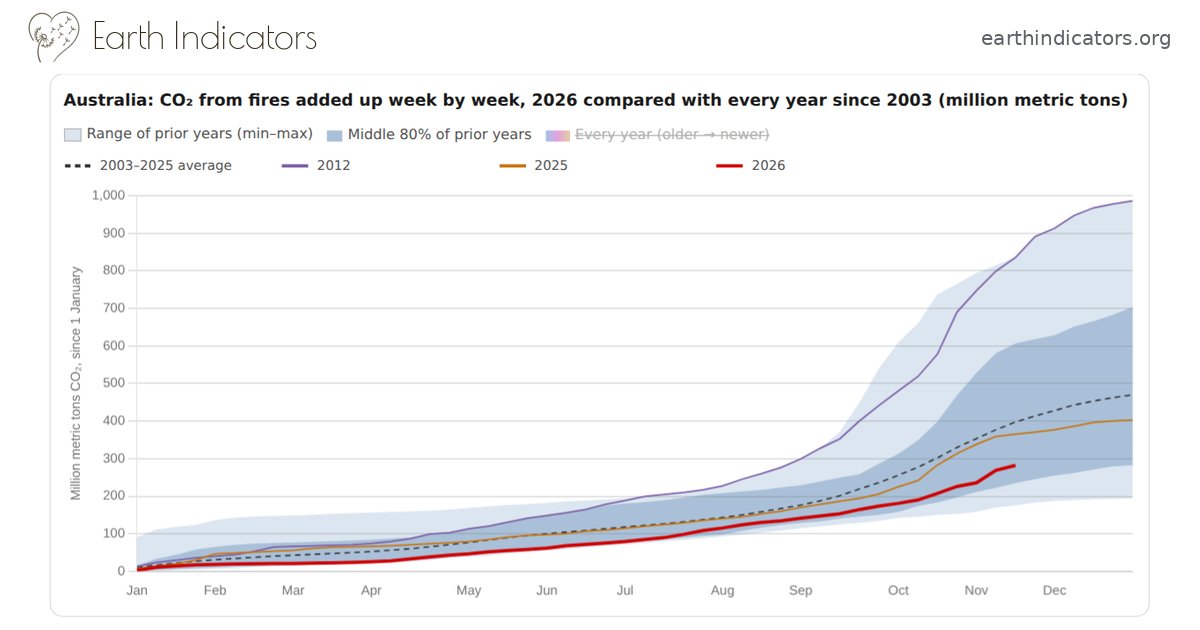 Earth Indicators
earthindicators.org
Australia: CO₂ from fires added up week by week, 2026 compared with every year since 2003 (million metric tons)
Range of prior years (min–max) Middle 80% of prior years Every year (older → newer)
2003–2025 average 2012 2025 2026
Million metric tons CO₂, since 1 January
1,000
900
800
700
600
500
400
300
200
100
0
Jan Feb Mar Apr May Jun Jul Aug Sep Oct Nov Dec